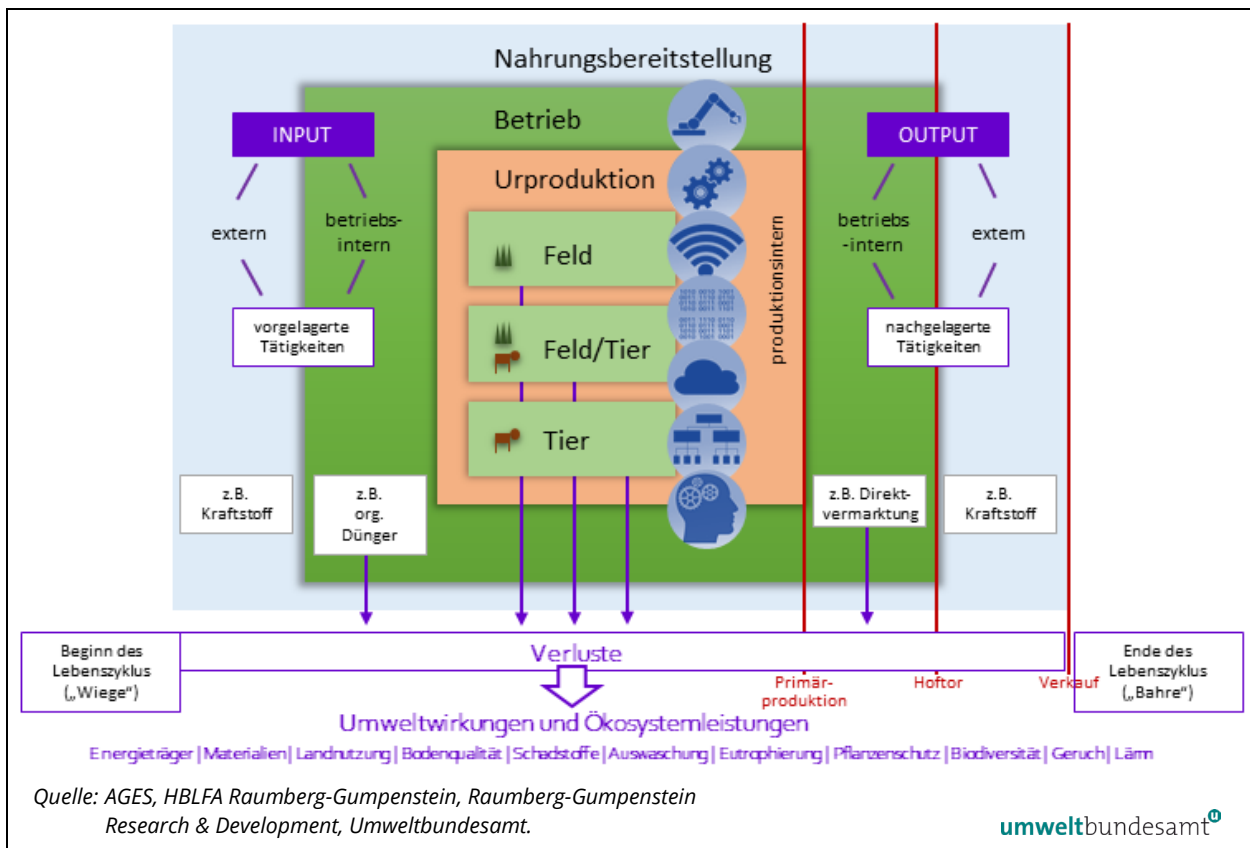 Nahrungsbereitstellung
Betrieb
Urproduktion
INPUT
extern
betriebs-
intern
vorgelagerte
Tätigkeiten
z.B.
Kraftstoff
z.B.
org.
Dünger
Feld
Feld/Tier
Tier
produktionsintern
1010 0010 1001
OUTPUT
betriebs
-intern
extern
nachgelagerte
Tätigkeiten
z.B. Direkt-
vermarktung
z.B.
Kraftstoff
Beginn des
Lebenszyklus
(„Wiege“)
Verluste
Ende des
Lebenszyklus
(„Bahre“)
Primär-
produktion
Hoftor
Verkauf
Umweltwirkungen und Ökosystemleistungen
Energieträger|Materialien|Landnutzung|Bodenqualität|Schadstoffe|Auswaschung|Eutrophierung|Pflanzenschutz|Biodiversität|Geruch|Lärm
Quelle: AGES, HBLFA Raumberg-Gumpenstein, Raumberg-Gumpenstein
Research & Development, Umweltbundesamt.
umweltbundesamt